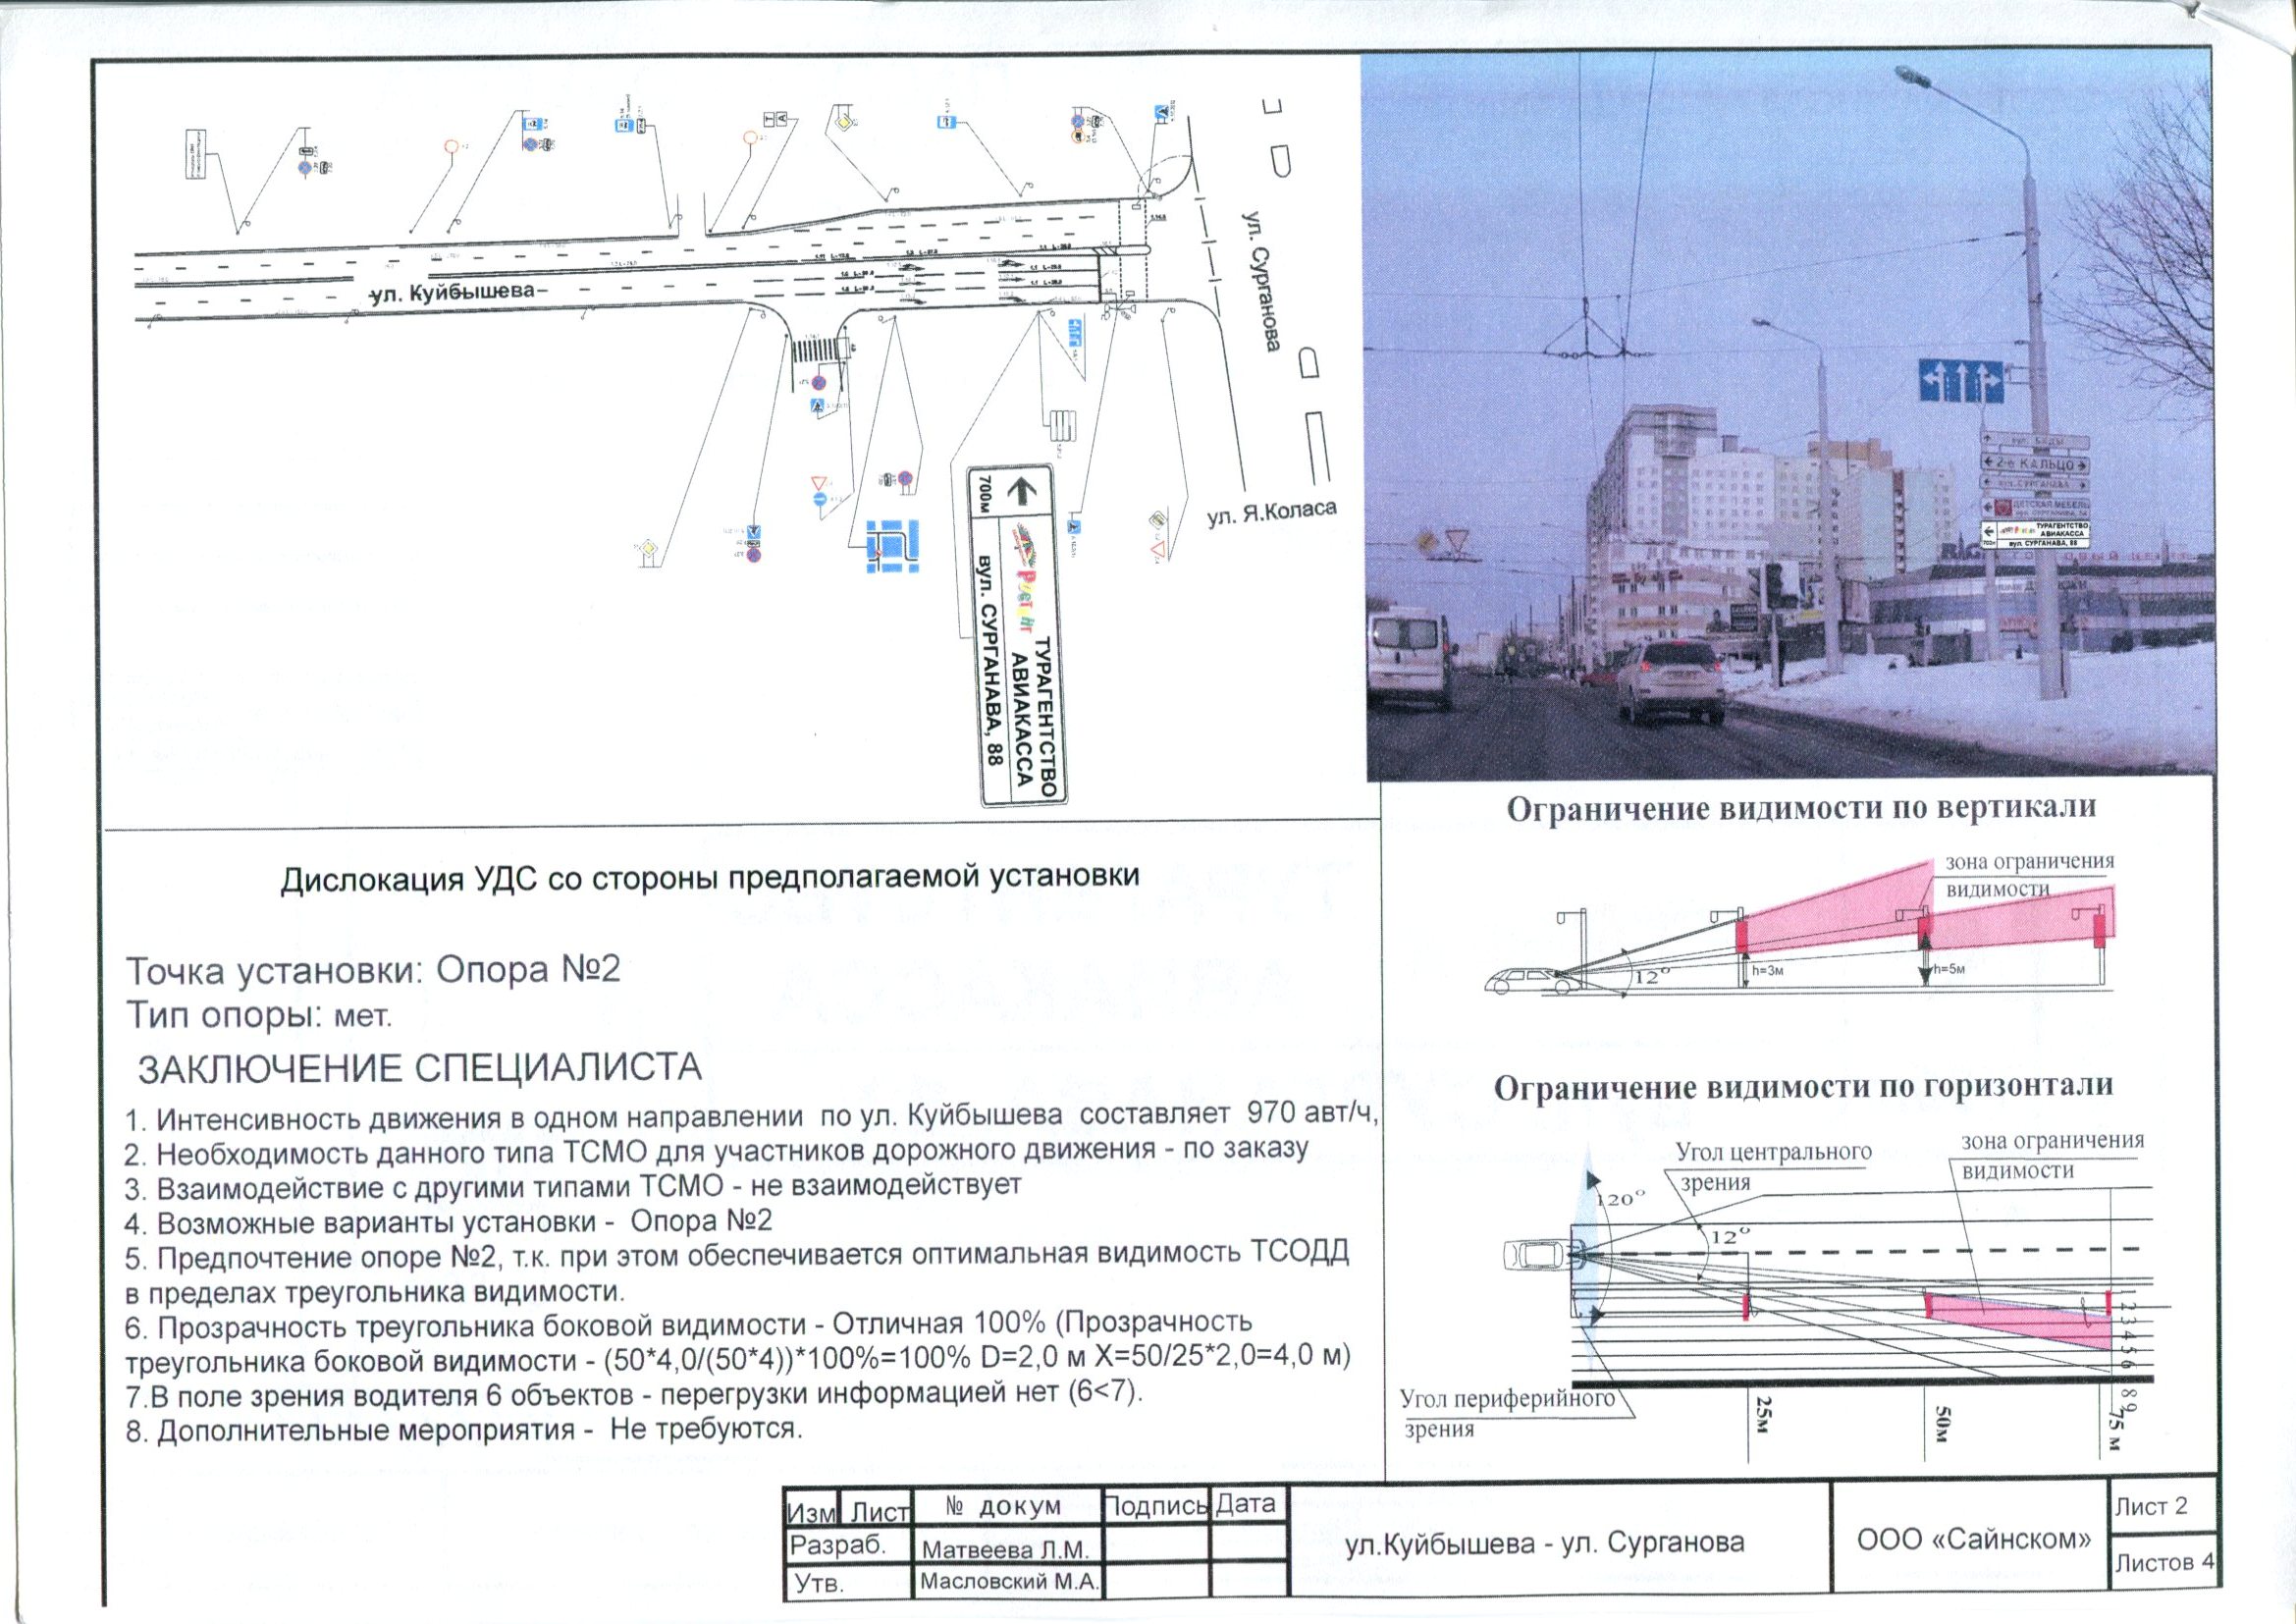 ул. Куйбышева
ул. Сурганова
ул. Я.Коласа
700м
ТУРАГЕНТСТВО
АВИАКАССА
вул. СУРГАНАВА, 88
2-е КАЛЬЦО
вул. СУРГАНАВА
ДЕТСКАЯ МЕБЕЛЬ
ТУРАГЕНТСТВО
АВИАКАССА
700м
вул. СУРГАНАВА, 88
Дислокация УДС со стороны предполагаемой установки
Точка установки: Опора №2
Тип опоры: мет.
ЗАКЛЮЧЕНИЕ СПЕЦИАЛИСТА
1. Интенсивность движения в одном направлении по ул. Куйбышева составляет 970 авт/ч,
2. Необходимость данного типа ТСМО для участников дорожного движения - по заказу
3. Взаимодействие с другими типами ТСМО - не взаимодействует
4. Возможные варианты установки - Опора №2
5. Предпочтение опоре №2, т.к. при этом обеспечивается оптимальная видимость ТСОДД
в пределах треугольника видимости.
6. Прозрачность треугольника боковой видимости - Отличная 100% (Прозрачность
треугольника боковой видимости - (50*4,0/(50*4))*100%=100% D=2,0 м X=50/25*2,0=4,0 м)
7.В поле зрения водителя 6 объектов - перегрузки информацией нет (6<7).
8. Дополнительные мероприятия - Не требуются.
Ограничение видимости по вертикали
зона ограничения
видимости
12°
h=3м
h=5м
Ограничение видимости по горизонтали
Угол центрального
зрения
зона ограничения
видимости
120°
12°
Угол периферийного
зрения
25м
50м
75 м
1 2 3 4 5 6 8 9
Изм Лист № докум Подпись Дата
Разраб. Матвеева Л.М.
Утв. Масловский М.А.
ул.Куйбышева - ул. Сурганова
ООО «Сайнском»
Лист 2
Листов 4